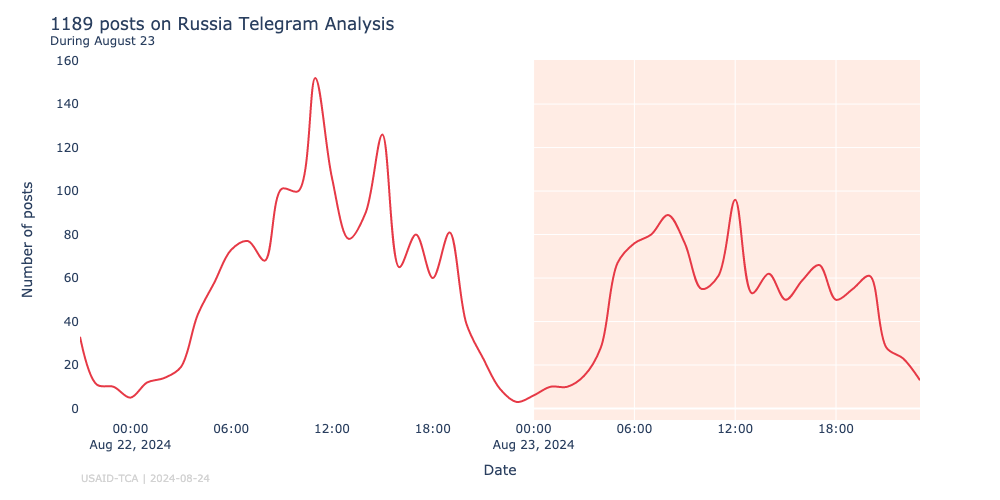 1189 posts on Russia Telegram Analysis
During August 23
160
140
120
100
80
60
40
20
0
Number of posts
00:00 06:00 12:00 18:00 00:00 06:00 12:00 18:00
Aug 22, 2024 Aug 23, 2024
Date
USAID-TCA | 2024-08-24